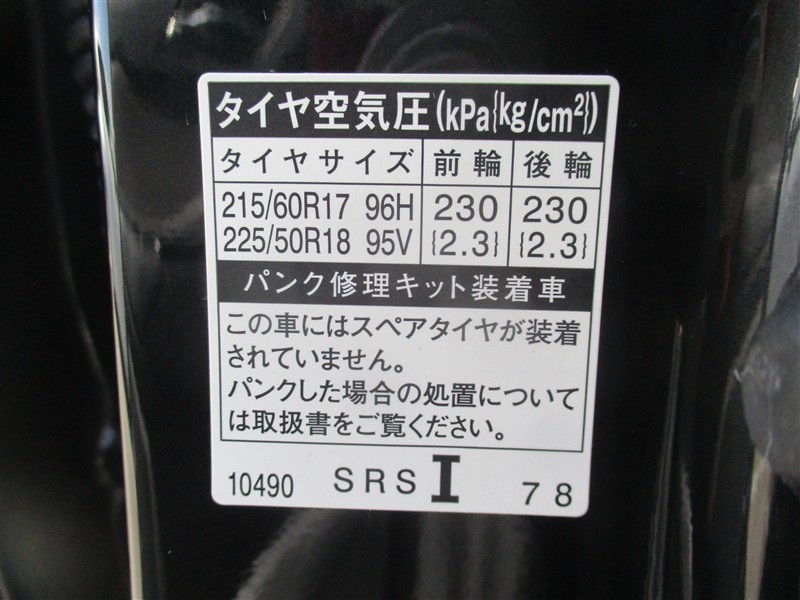 タイヤ空気圧(kPa{kg/cm²})
タイヤサイズ 前輪 後輪
215/60R17 96H 230 230
225/50R18 95V {2.3} {2.3}
パンク修理キット装着車
この車にはスペアタイヤが装着
されていません。
パンクした場合の処置について
は取扱書をご覧ください。
10490 SRS I 78